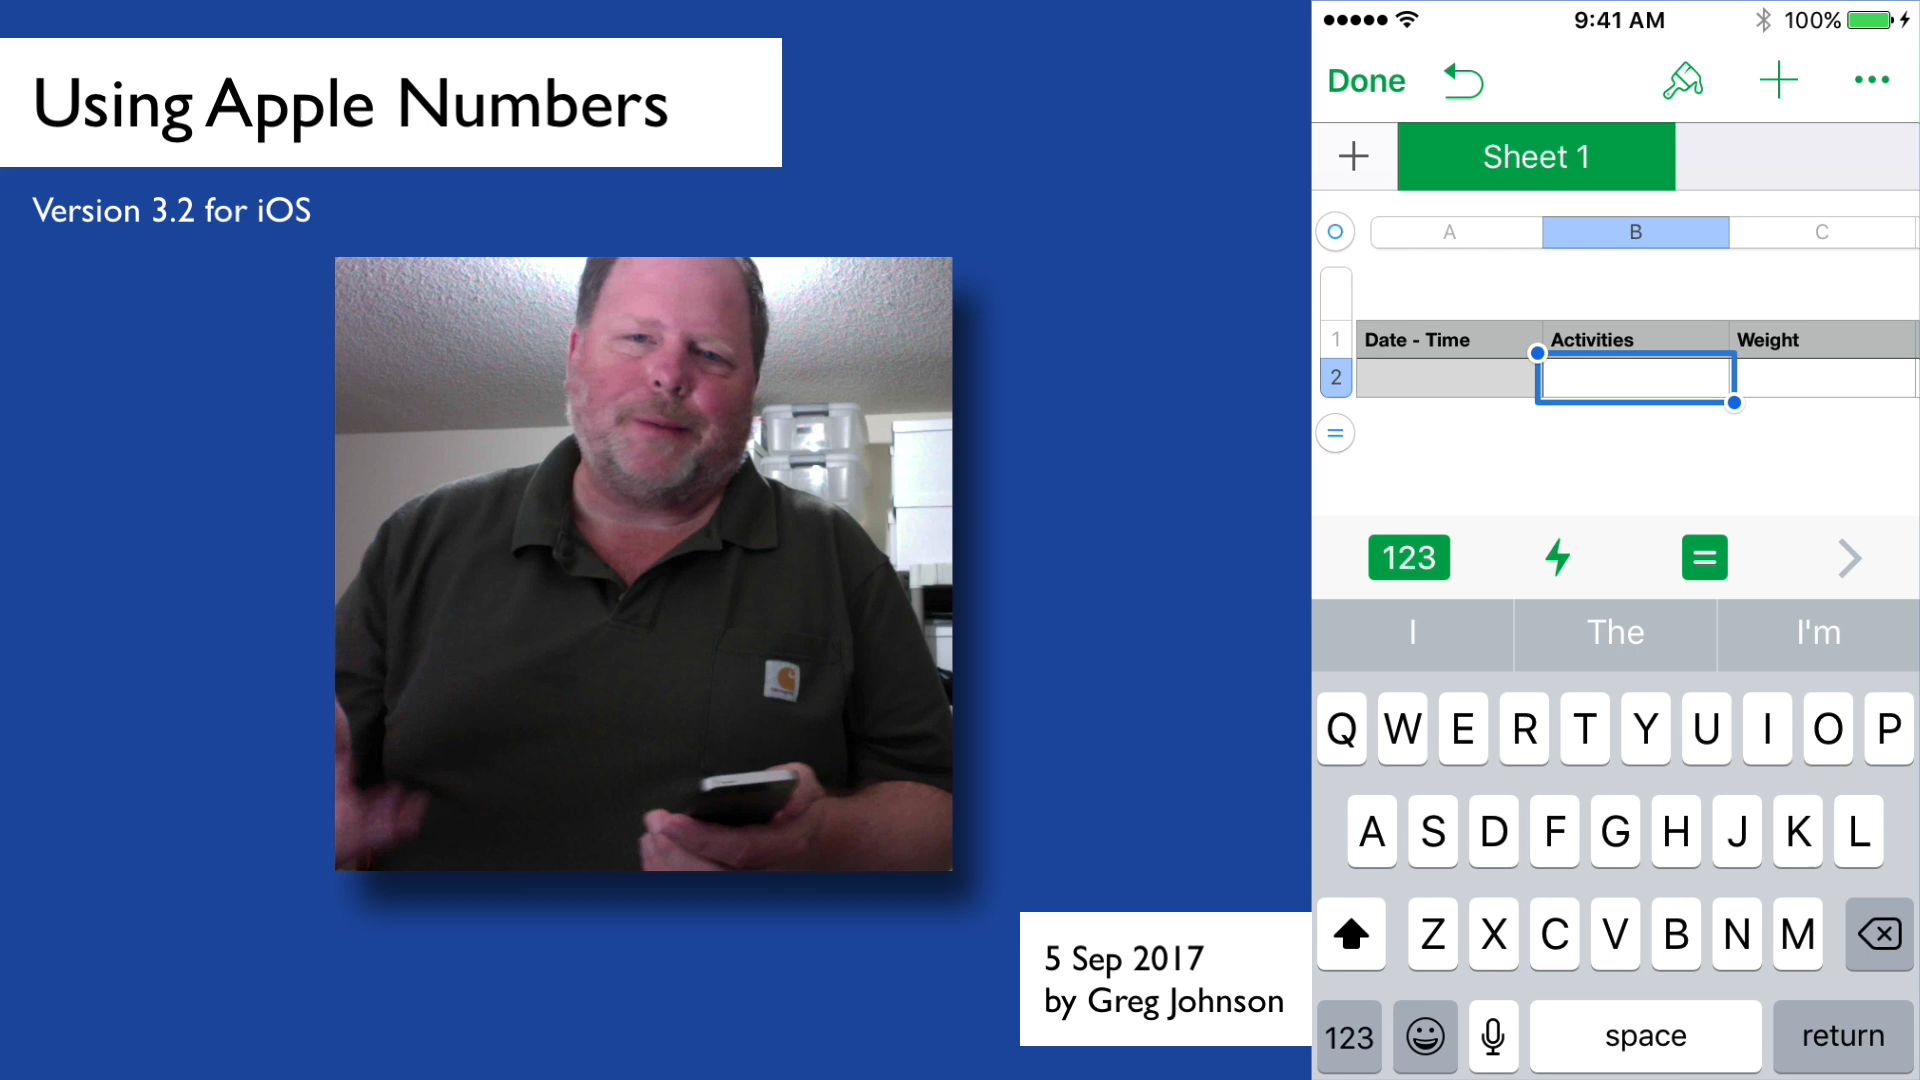 Using Apple Numbers
Version 3.2 for iOS
5 Sep 2017
by Greg Johnson
9:41 AM
100%
Done
Sheet 1
A B C
1 Date - Time Activities Weight
2
123
I The I'm
Q W E R T Y U I O P
A S D F G H J K L
Z X C V B N M
123 space return